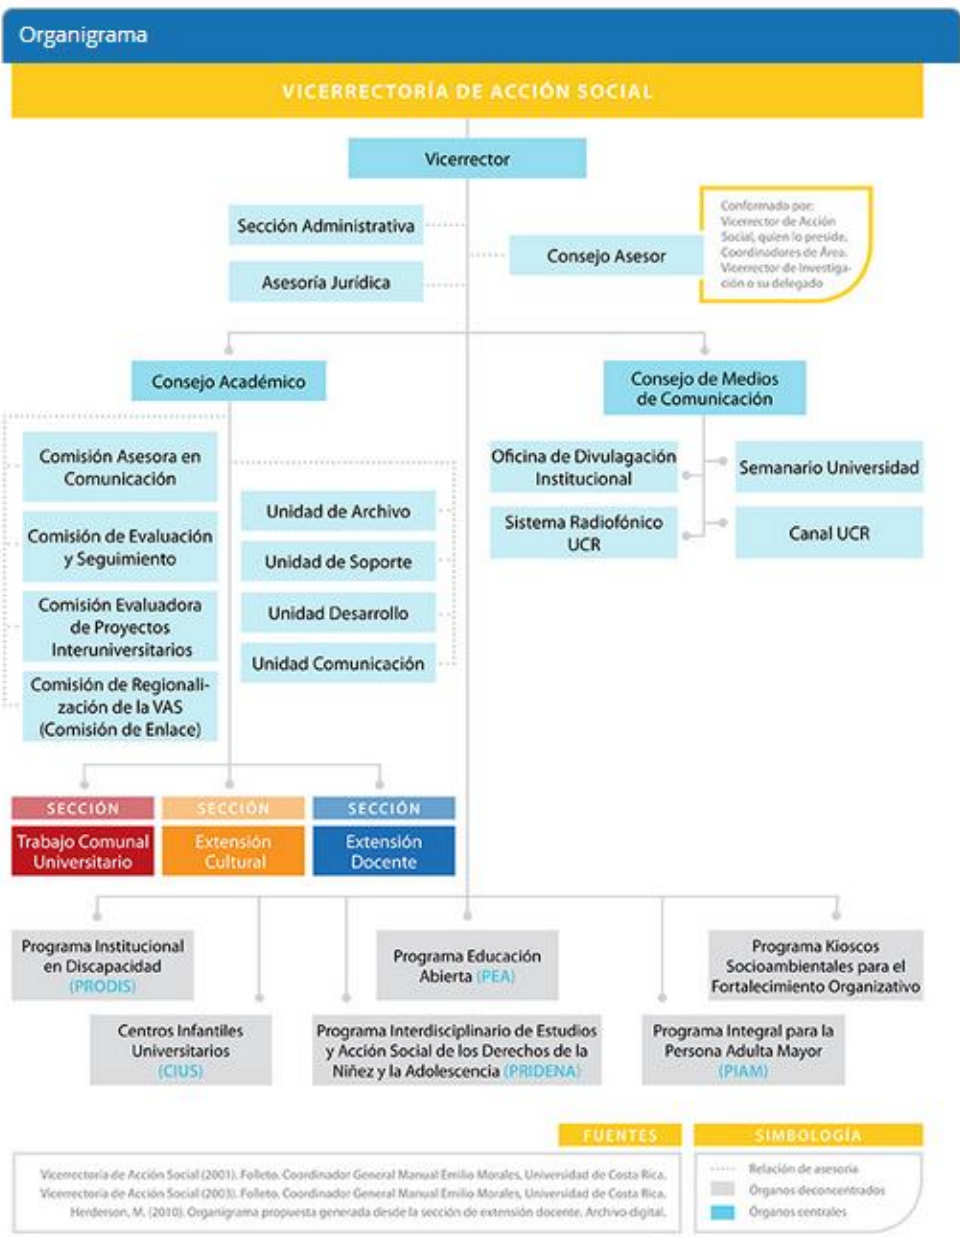 Organigrama
VICERRECTORÍA DE ACCIÓN SOCIAL
Vicerrector
Sección Administrativa
Asesoría Jurídica
Consejo Asesor
Conformado por:
Vicerrector de Acción
Social, quien lo preside.
Coordinadores de Área.
Vicerrector de Investiga-
ción o su delegado
Consejo Académico
Consejo de Medios
de Comunicación
Comisión Asesora en
Comunicación
Comisión de Evaluación
y Seguimiento
Comisión Evaluadora
de Proyectos
Interuniversitarios
Comisión de Regionali-
zación de la VAS
(Comisión de Enlace)
Unidad de Archivo
Unidad de Soporte
Unidad Desarrollo
Unidad Comunicación
Oficina de Divulagación
Institucional
Semanario Universidad
Sistema Radiofónico
UCR
Canal UCR
SECCIÓN
Trabajo Comunal
Universitario
SECCIÓN
Extensión
Cultural
SECCIÓN
Extensión
Docente
Programa Institucional
en Discapacidad
(PRODIS)
Programa Educación
Abierta (PEA)
Programa Kioscos
Socioambientales para el
Fortalecimiento Organizativo
Centros Infantiles
Universitarios
(CIUS)
Programa Interdisciplinario de Estudios
y Acción Social de los Derechos de la
Niñez y la Adolescencia (PRIDENA)
Programa Integral para la
Persona Adulta Mayor
(PIAM)
FUENTES
Vicerrectoría de Acción Social (2001). Folleto. Coordinador General Manual Emilio Morales, Universidad de Costa Rica.
Vicerrectoría de Acción Social (2003). Folleto. Coordinador General Manual Emilio Morales, Universidad de Costa Rica.
Henderson, M. (2010). Organigrama propuesta generada desde la sección de extensión docente. Archivo digital.
SIMBOLOGÍA
Relación de asesoría
Órganos deconcentrados
Órganos centrales